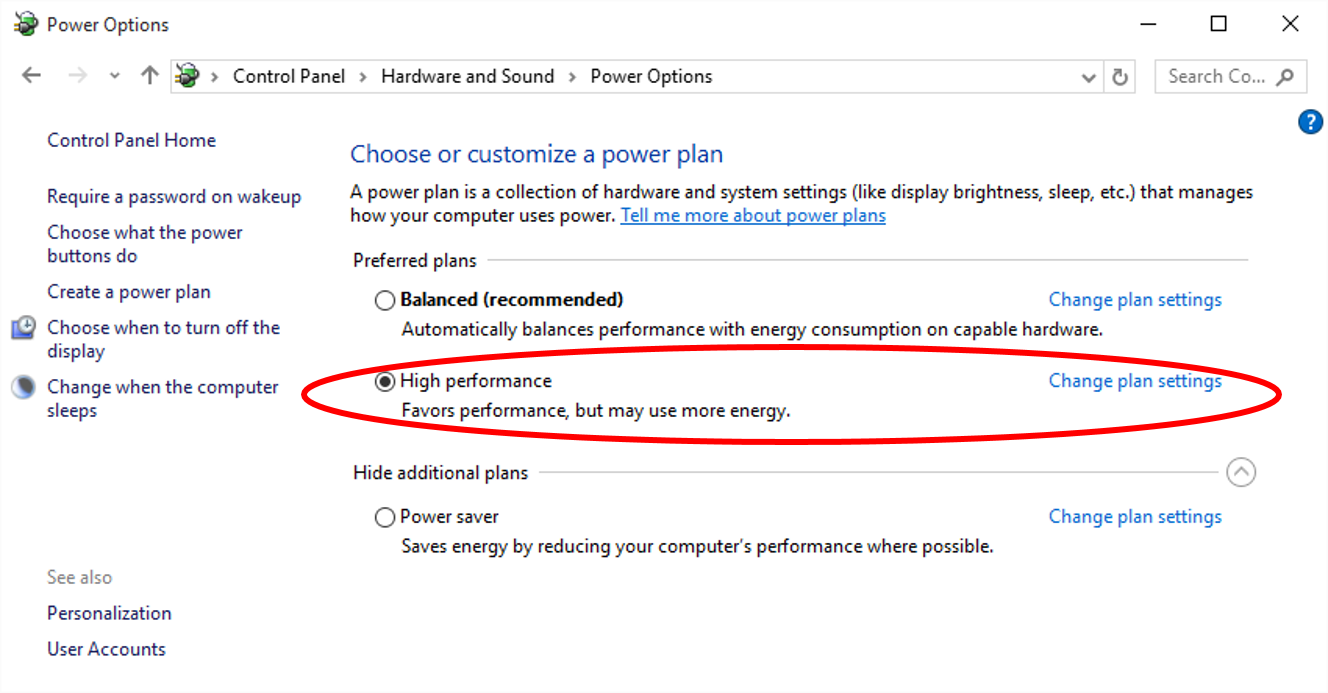 Power Options
Control Panel > Hardware and Sound > Power Options
Search Co...
?
Control Panel Home
Require a password on wakeup
Choose what the power
buttons do
Create a power plan
Choose when to turn off the
display
Change when the computer
sleeps
See also
Personalization
User Accounts
Choose or customize a power plan
A power plan is a collection of hardware and system settings (like display brightness, sleep, etc.) that manages
how your computer uses power. Tell me more about power plans
Preferred plans
Balanced (recommended) Change plan settings
Automatically balances performance with energy consumption on capable hardware.
High performance Change plan settings
Favors performance, but may use more energy.
Hide additional plans
Power saver Change plan settings
Saves energy by reducing your computer's performance where possible.